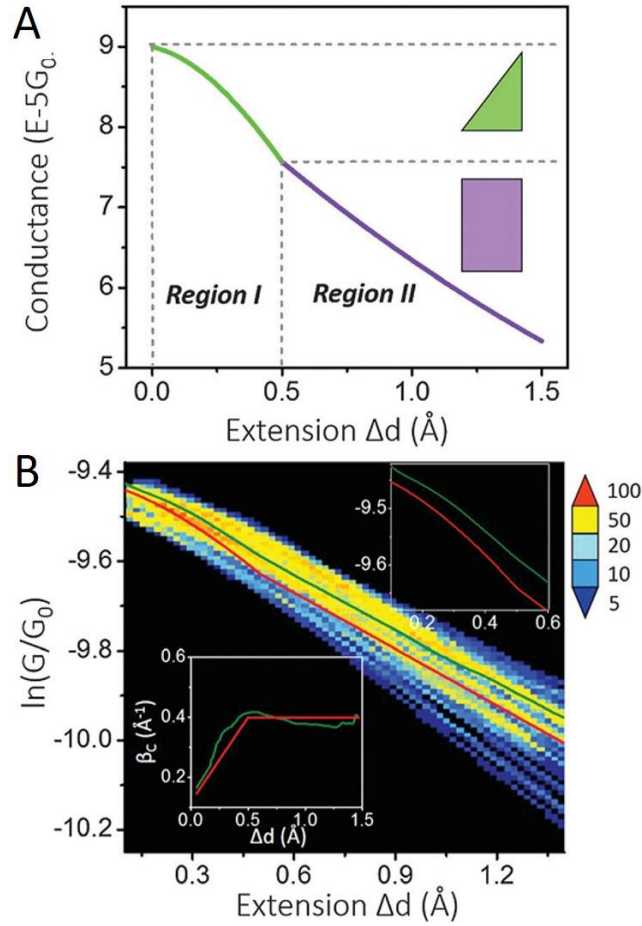 A
Conductance (E-5G0.
9
8
7
6
5
Region I
Region II
0.0 0.5 1.0 1.5
Extension Δd (Å)
B
ln(G/G0)
-9.4
-9.6
-9.8
-10.0
-10.2
-9.5
-9.6
0.2 0.4 0.6
100
50
20
10
5
βC (Å-1)
0.6
0.4
0.2
0.0 0.5 1.0 1.5
Δd (Å)
0.3 0.6 0.9 1.2
Extension Δd (Å)